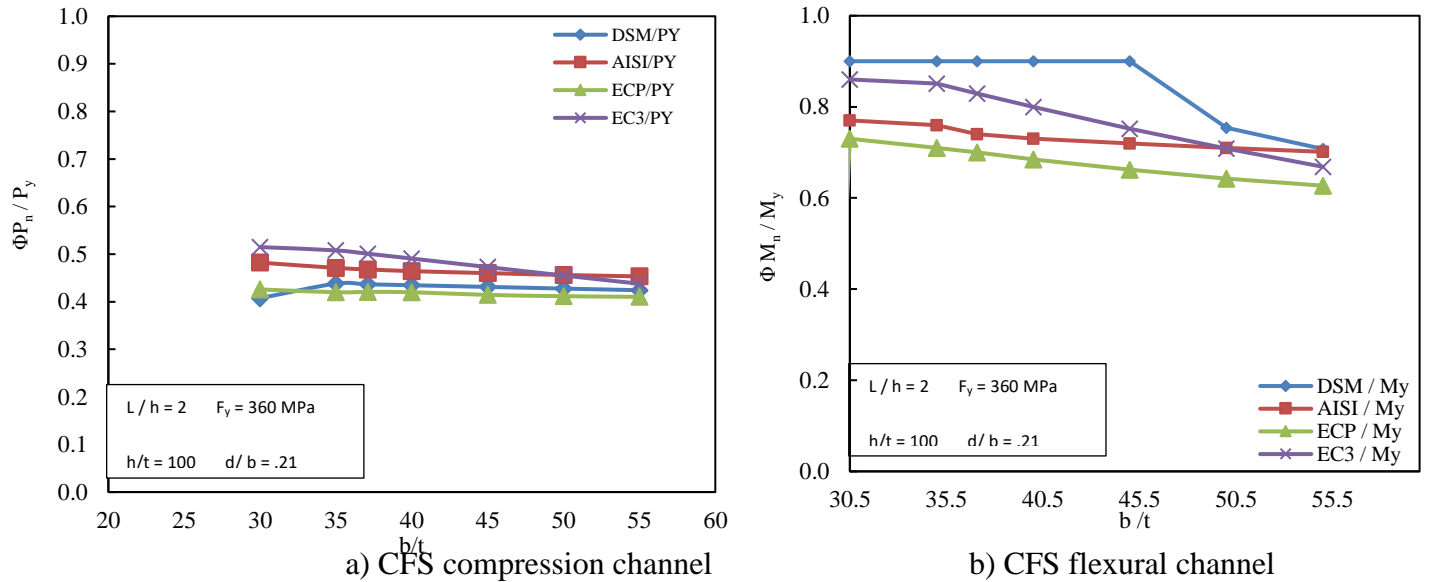 1.0
0.9
0.8
0.7
0.6
0.5
0.4
0.3
0.2
0.1
0.0
ΦPn / Py
DSM/PY
AISI/PY
ECP/PY
EC3/PY
L / h = 2 Fy = 360 MPa
h/t = 100 d/ b = .21
20 25 30 35 40 45 50 55 60
b/t
a) CFS compression channel
1.0
0.8
0.6
0.4
0.2
0.0
Φ Mn / My
L / h = 2 Fy = 360 MPa
h/t = 100 d/ b = .21
DSM / My
AISI / My
ECP / My
EC3 / My
30.5 35.5 40.5 45.5 50.5 55.5
b /t
b) CFS flexural channel